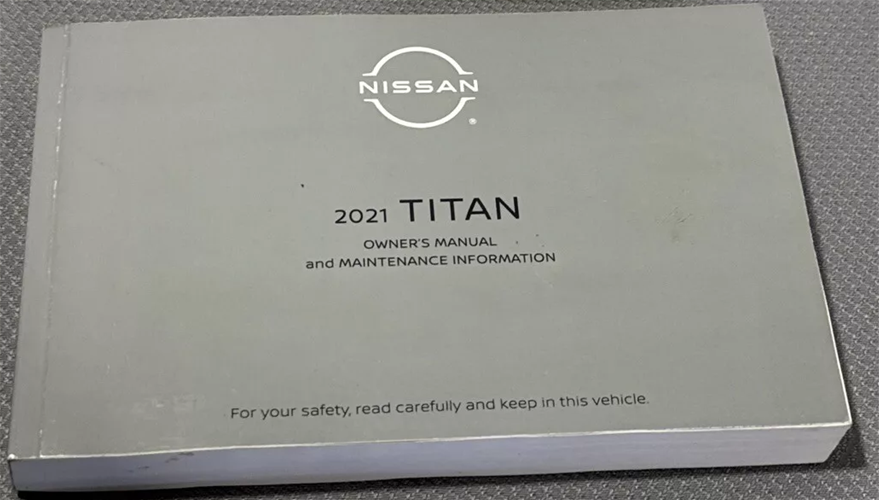 NISSAN
®
2021 TITAN
OWNER'S MANUAL
and MAINTENANCE INFORMATION
For your safety, read carefully and keep in this vehicle.